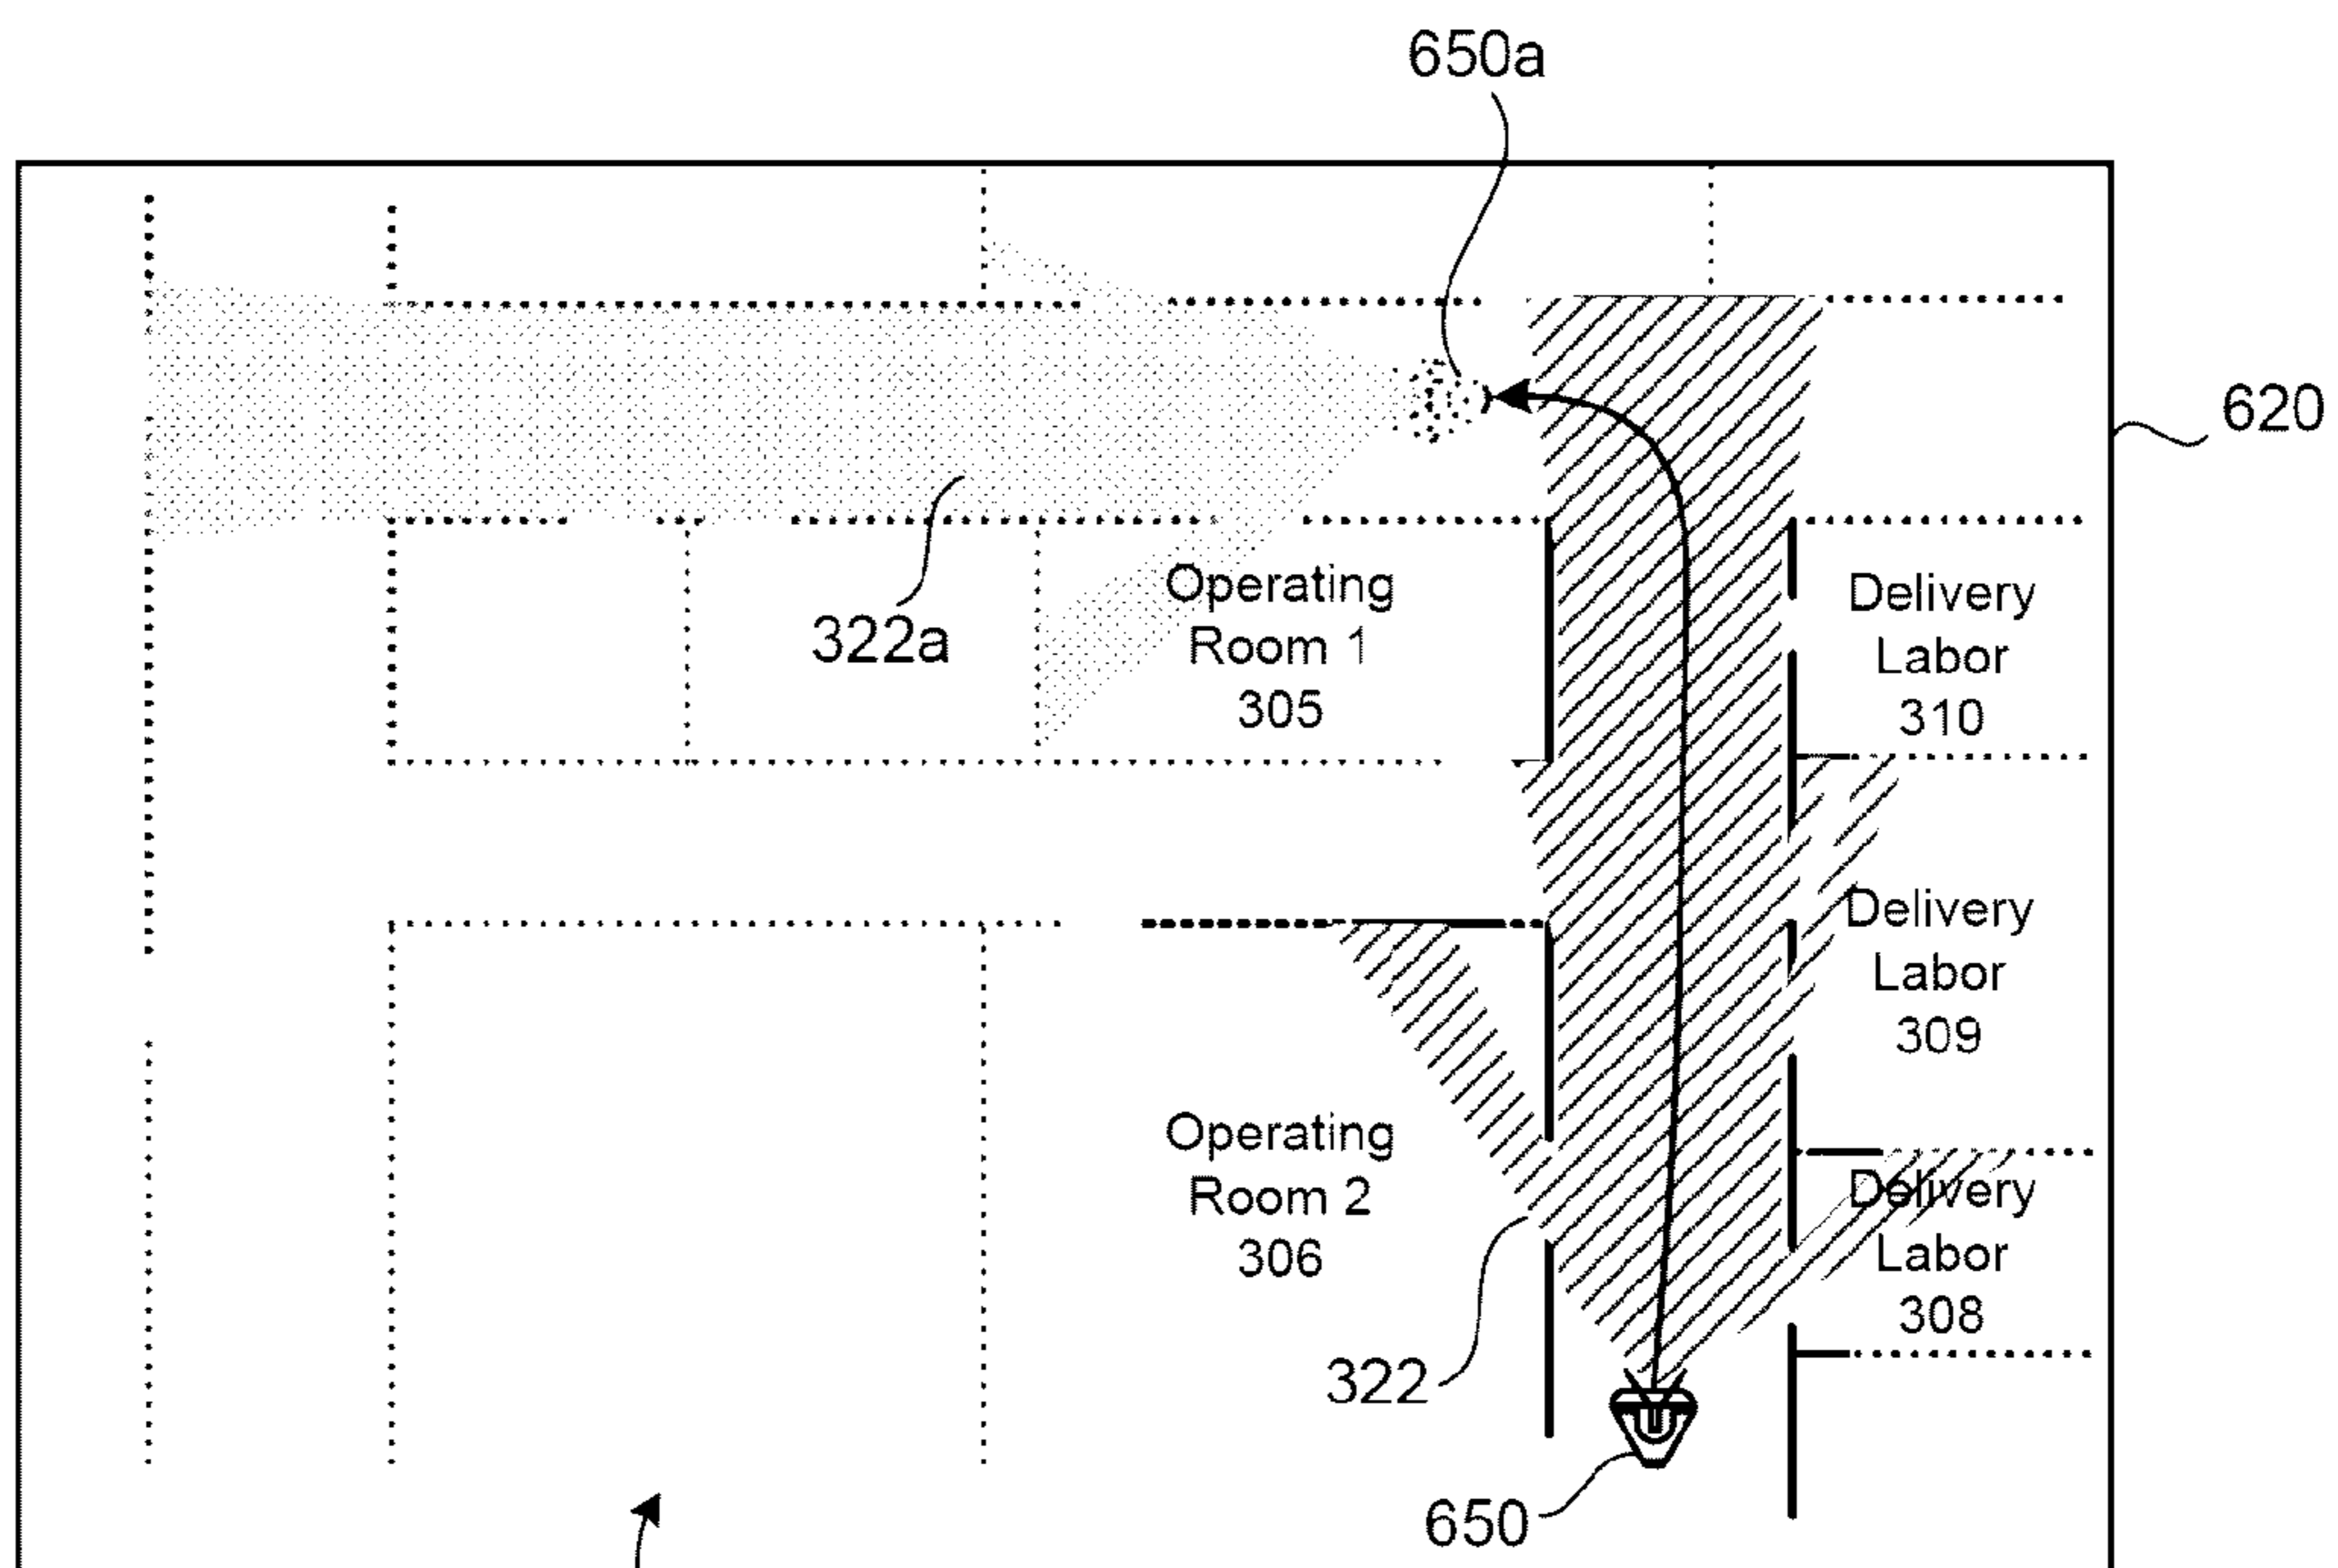 650a
620
Operating
Room 1
305
Delivery
Labor
310
322a
Delivery
Labor
309
Operating
Room 2
306
Delivery
Labor
308
322
650